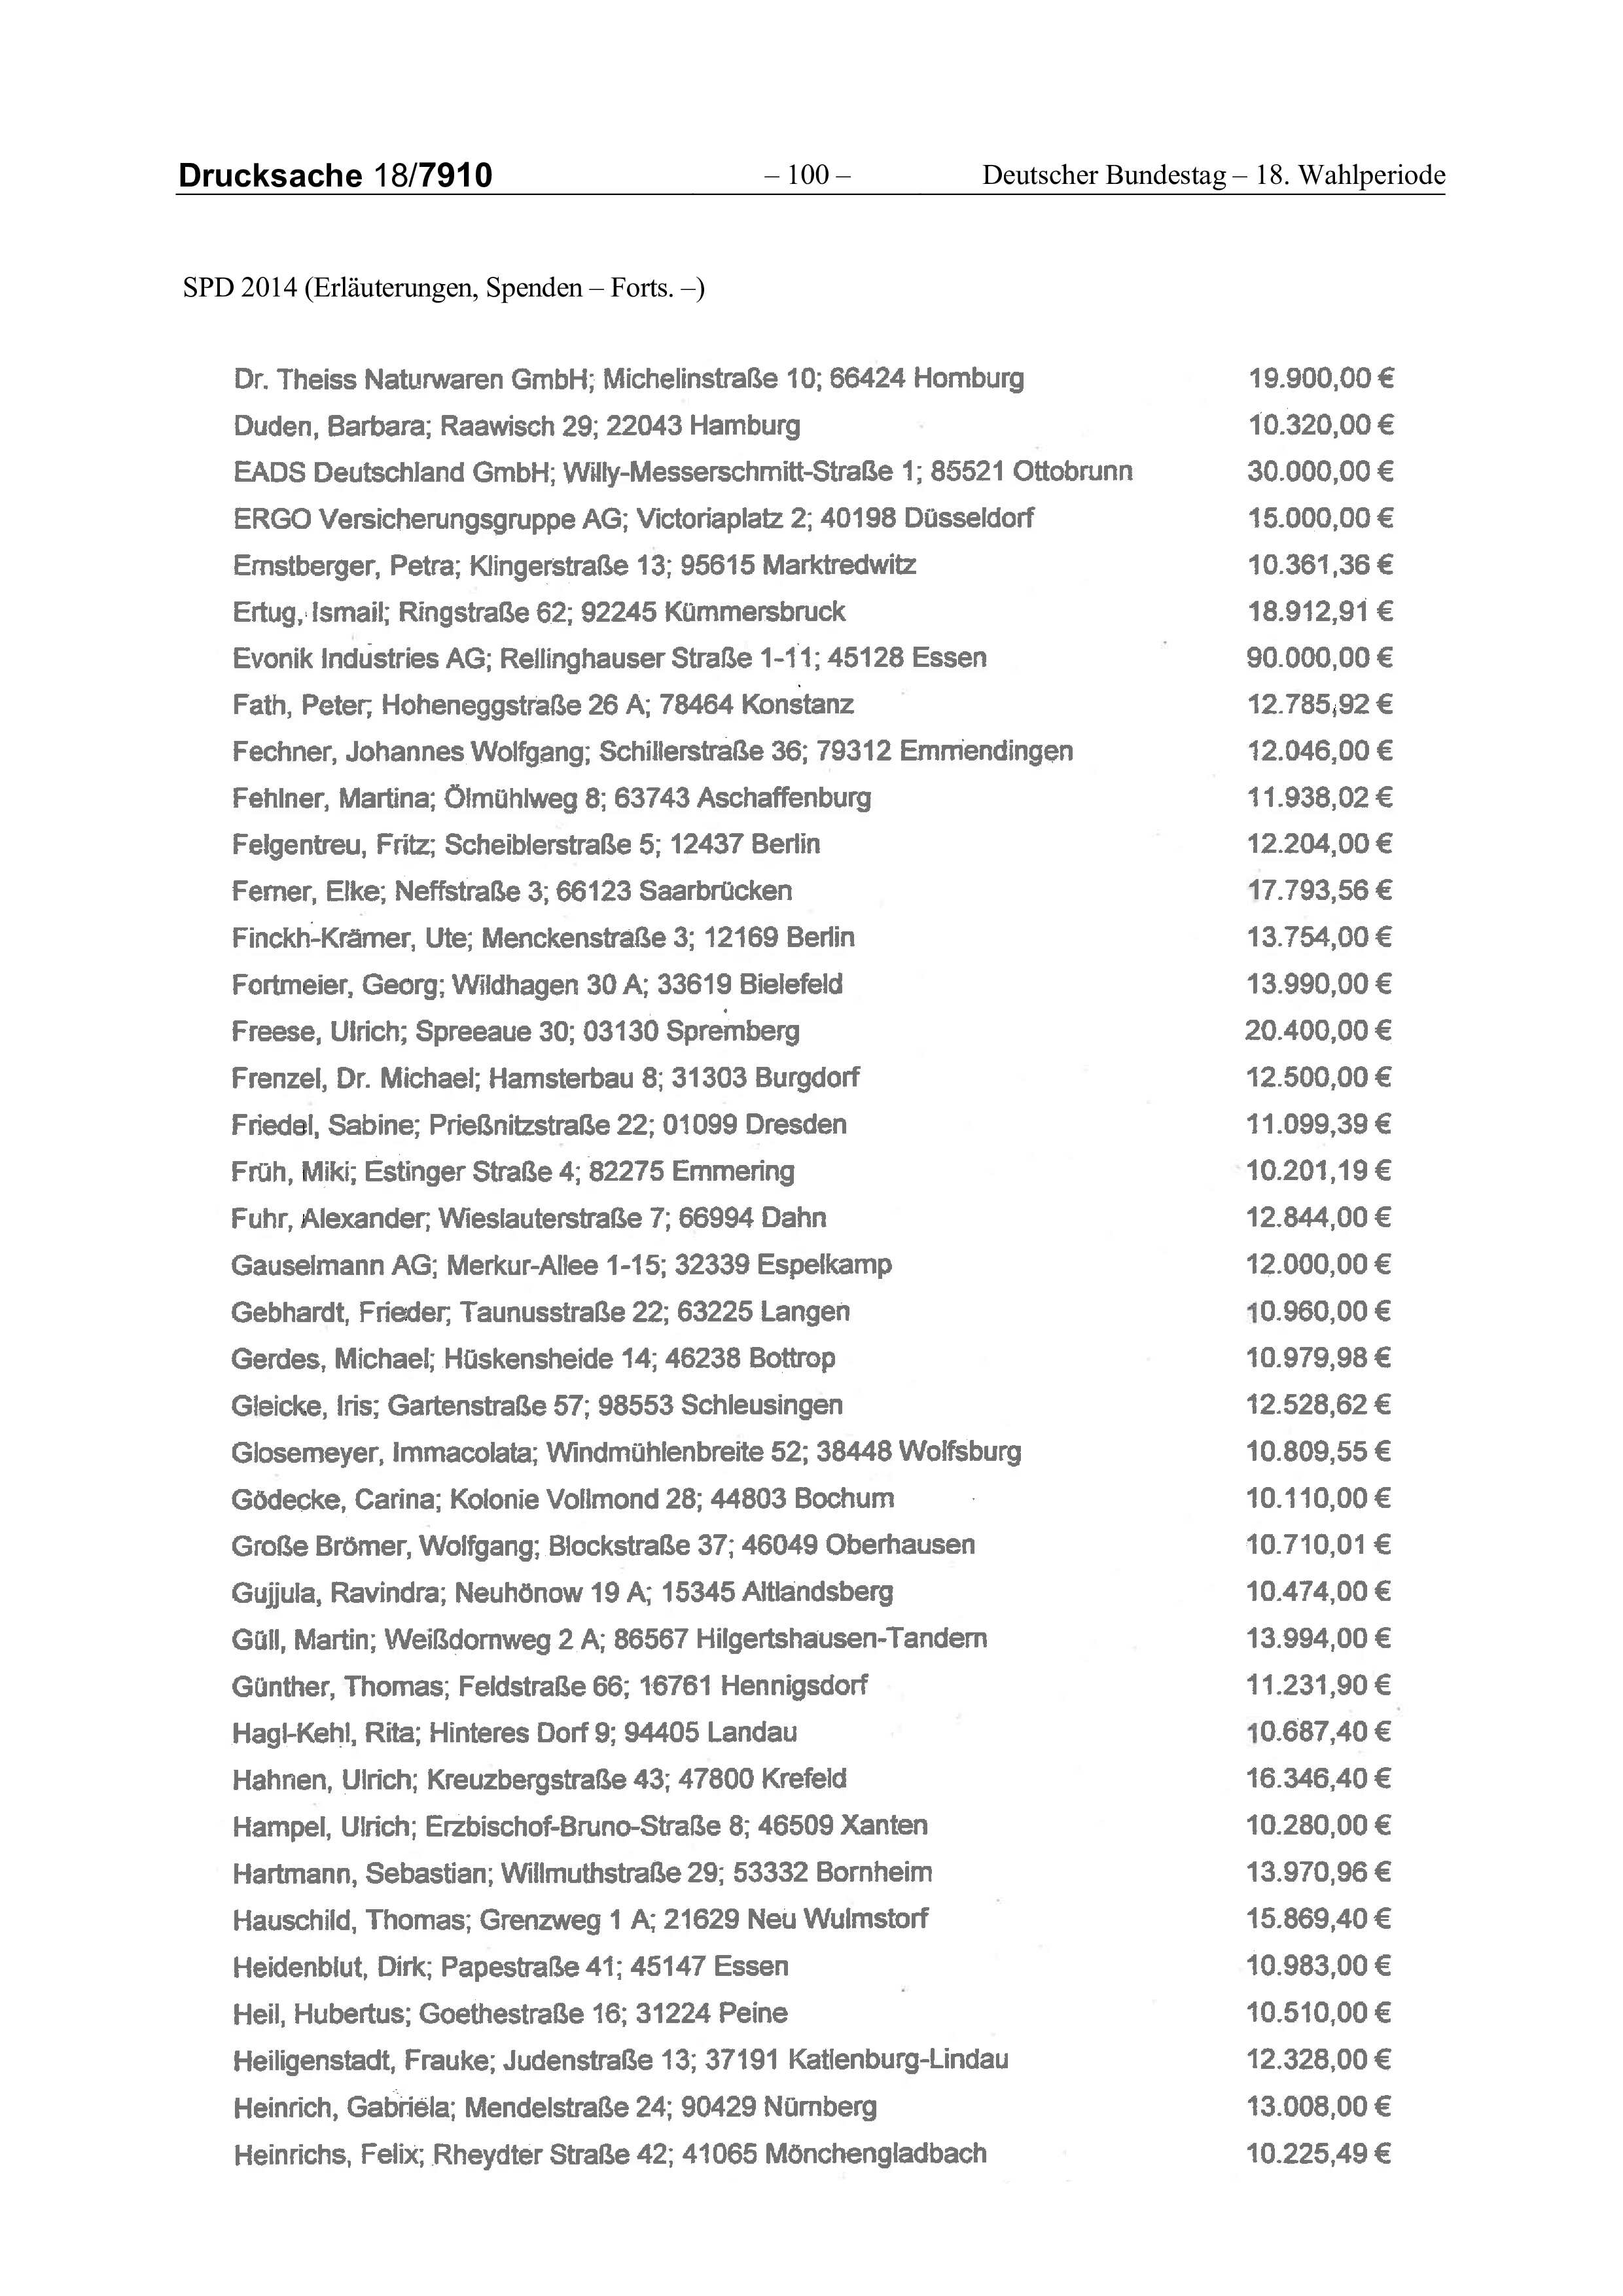 Drucksache 18/7910 – 100 – Deutscher Bundestag – 18. Wahlperiode
SPD 2014 (Erläuterungen, Spenden – Forts. –)
Dr. Theiss Naturwaren GmbH; Michelinstraße 10; 66424 Homburg 19.900,00 €
Duden, Barbara; Raawisch 29; 22043 Hamburg 10.320,00 €
EADS Deutschland GmbH; Willy-Messerschmitt-Straße 1; 85521 Ottobrunn 30.000,00 €
ERGO Versicherungsgruppe AG; Victoriaplatz 2; 40198 Düsseldorf 15.000,00 €
Ernstberger, Petra; Klingerstraße 13; 95615 Marktredwitz 10.361,36 €
Ertug, Ismail; Ringstraße 62; 92245 Kümmersbruck 18.912,91 €
Evonik Industries AG; Rellinghauser Straße 1-11; 45128 Essen 90.000,00 €
Fath, Peter; Hoheneggstraße 26 A; 78464 Konstanz 12.785,92 €
Fechner, Johannes Wolfgang; Schillerstraße 36; 79312 Emmendingen 12.046,00 €
Fehlner, Martina; Ölmühlweg 8; 63743 Aschaffenburg 11.938,02 €
Felgentreu, Fritz; Scheiblerstraße 5; 12437 Berlin 12.204,00 €
Ferner, Elke; Neffstraße 3; 66123 Saarbrücken 17.793,56 €
Finckh-Krämer, Ute; Menckenstraße 3; 12169 Berlin 13.754,00 €
Fortmeier, Georg; Wildhagen 30 A; 33619 Bielefeld 13.990,00 €
Freese, Ulrich; Spreeaue 30; 03130 Spremberg 20.400,00 €
Frenzel, Dr. Michael; Hamsterbau 8; 31303 Burgdorf 12.500,00 €
Friedel, Sabine; Prießnitzstraße 22; 01099 Dresden 11.099,39 €
Früh, Miki; Estinger Straße 4; 82275 Emmering 10.201,19 €
Fuhr, Alexander; Wieslauterstraße 7; 66994 Dahn 12.844,00 €
Gauselmann AG; Merkur-Allee 1-15; 32339 Espelkamp 12.000,00 €
Gebhardt, Frieder; Taunusstraße 22; 63225 Langen 10.960,00 €
Gerdes, Michael; Hüskensheide 14; 46238 Bottrop 10.979,98 €
Gleicke, Iris; Gartenstraße 57; 98553 Schleusingen 12.528,62 €
Glosemeyer, Immacolata; Windmühlenbreite 52; 38448 Wolfsburg 10.809,55 €
Gödecke, Carina; Kolonie Vollmond 28; 44803 Bochum 10.110,00 €
Große Brömer, Wolfgang; Blockstraße 37; 46049 Oberhausen 10.710,01 €
Gujjula, Ravindra; Neuhönow 19 A; 15345 Altlandsberg 10.474,00 €
Güll, Martin; Weißdornweg 2 A; 86567 Hilgertshausen-Tandern 13.994,00 €
Günther, Thomas; Feldstraße 66; 16761 Hennigsdorf 11.231,90 €
Hagl-Kehl, Rita; Hinteres Dorf 9; 94405 Landau 10.687,40 €
Hahnen, Ulrich; Kreuzbergstraße 43; 47800 Krefeld 16.346,40 €
Hampel, Ulrich; Erzbischof-Bruno-Straße 8; 46509 Xanten 10.280,00 €
Hartmann, Sebastian; Willmuthstraße 29; 53332 Bornheim 13.970,96 €
Hauschild, Thomas; Grenzweg 1 A; 21629 Neu Wulmstorf 15.869,40 €
Heidenblut, Dirk; Papestraße 41; 45147 Essen 10.983,00 €
Heil, Hubertus; Goethestraße 16; 31224 Peine 10.510,00 €
Heiligenstadt, Frauke; Judenstraße 13; 37191 Katlenburg-Lindau 12.328,00 €
Heinrich, Gabriela; Mendelstraße 24; 90429 Nürnberg 13.008,00 €
Heinrichs, Felix; Rheydter Straße 42; 41065 Mönchengladbach 10.225,49 €